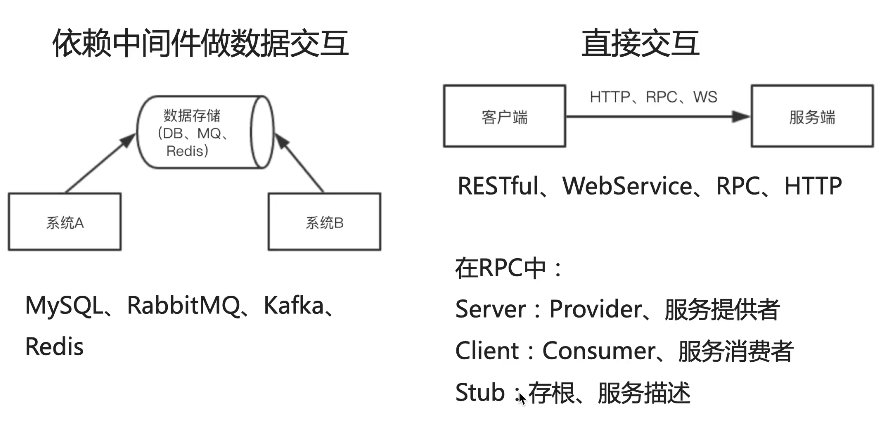 依赖中间件做数据交互
数据存储
（DB、MQ、
Redis）
系统A
系统B
MySQL、RabbitMQ、Kafka、
Redis
直接交互
客户端
HTTP、RPC、WS
服务端
RESTful、WebService、RPC、HTTP
在RPC中：
Server：Provider、服务提供者
Client：Consumer、服务消费者
Stub：存根、服务描述